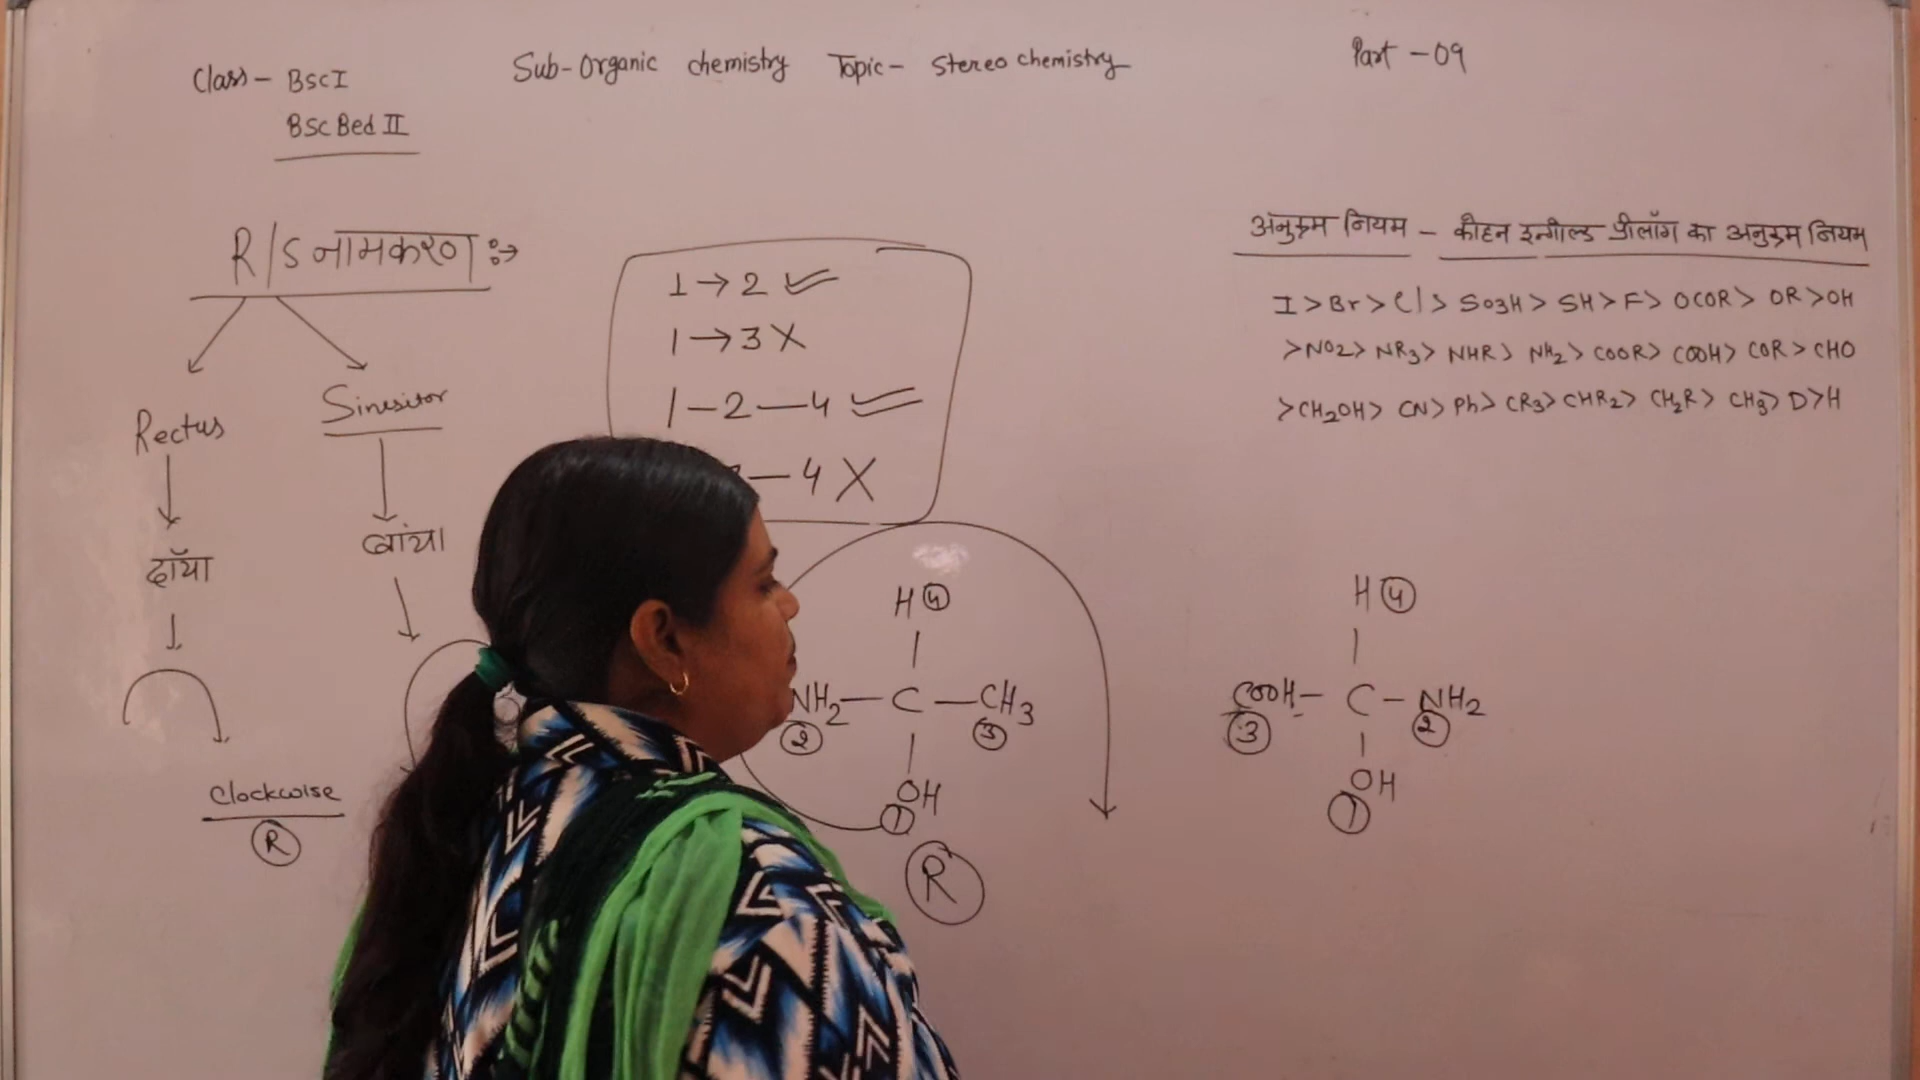 Class - BSc I
BSc Bed II
Sub-Organic chemistry Topic - Stereo chemistry
Part - 09
R/S नामकरण :→
Rectus
Sinesitor
दाँया
बांया
Clockwise
R
1 → 2 ✓
1 → 3 X
1 - 2 - 4 ✓
- 4 X
अनुक्रम नियम - कॉहन इन्गोल्ड प्रीलॉग का अनुक्रम नियम
I > Br > Cl > SO3H > SH > F > OCOR > OR > OH
> NO2 > NR3 > NHR > NH2 > COOR > COOH > COR > CHO
> CH2OH > CN > Ph > CR3 > CHR2 > CH2R > CH3 > D > H
H 4
NH2 - C - CH3
2 3
OH
1
R
H 4
COOH - C - NH2
3 2
OH
1